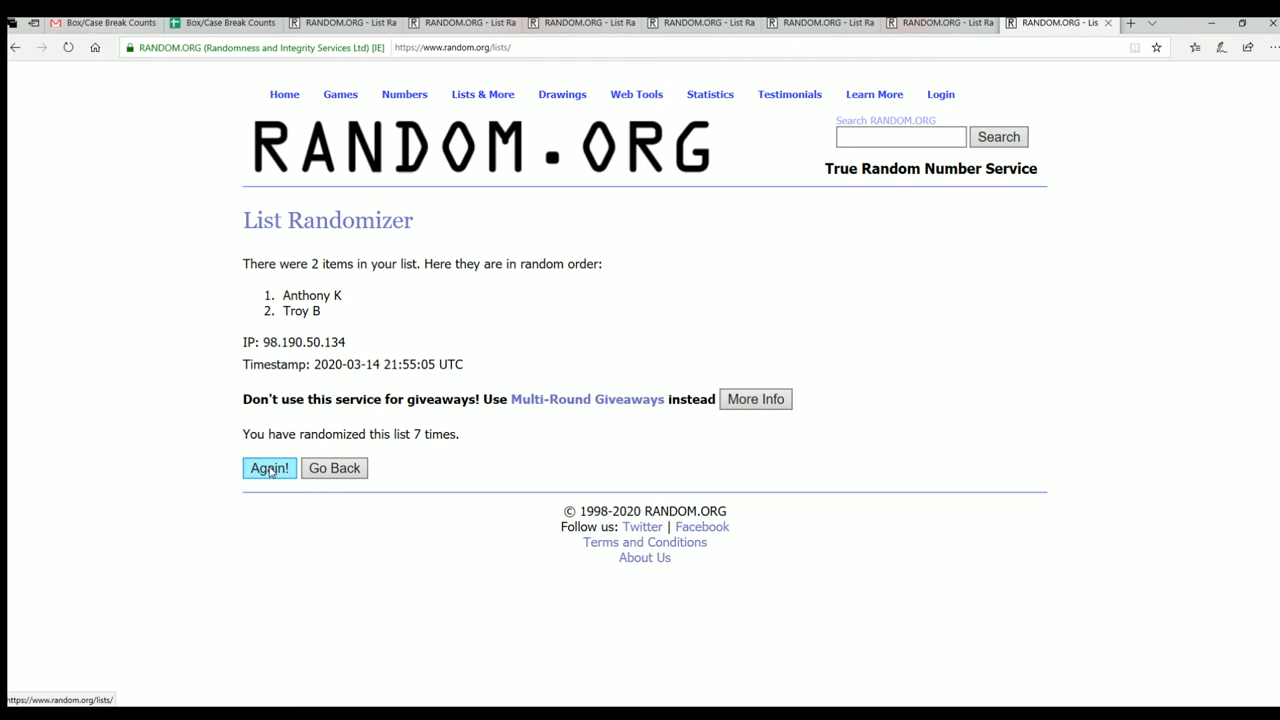 Box/Case Break Counts
Box/Case Break Counts
RANDOM.ORG - List Ra
RANDOM.ORG - List Ra
RANDOM.ORG - List Ra
RANDOM.ORG - List Ra
RANDOM.ORG - List Ra
RANDOM.ORG - List Ra
RANDOM.ORG - Lis
RANDOM.ORG (Randomness and Integrity Services Ltd) [IE] https://www.random.org/lists/
Home Games Numbers Lists & More Drawings Web Tools Statistics Testimonials Learn More Login
RANDOM.ORG
Search RANDOM.ORG
Search
True Random Number Service
List Randomizer
There were 2 items in your list. Here they are in random order:
1. Anthony K
2. Troy B
IP: 98.190.50.134
Timestamp: 2020-03-14 21:55:05 UTC
Don't use this service for giveaways! Use Multi-Round Giveaways instead More Info
You have randomized this list 7 times.
Again! Go Back
© 1998-2020 RANDOM.ORG
Follow us: Twitter | Facebook
Terms and Conditions
About Us
https://www.random.org/lists/